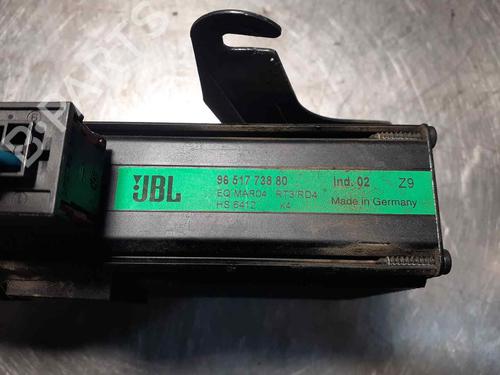 JBL
96 517 738 80
EQ MAR04 RT3/RD4
HS 6412 K4
Ind. 02 Z9
Made in Germany